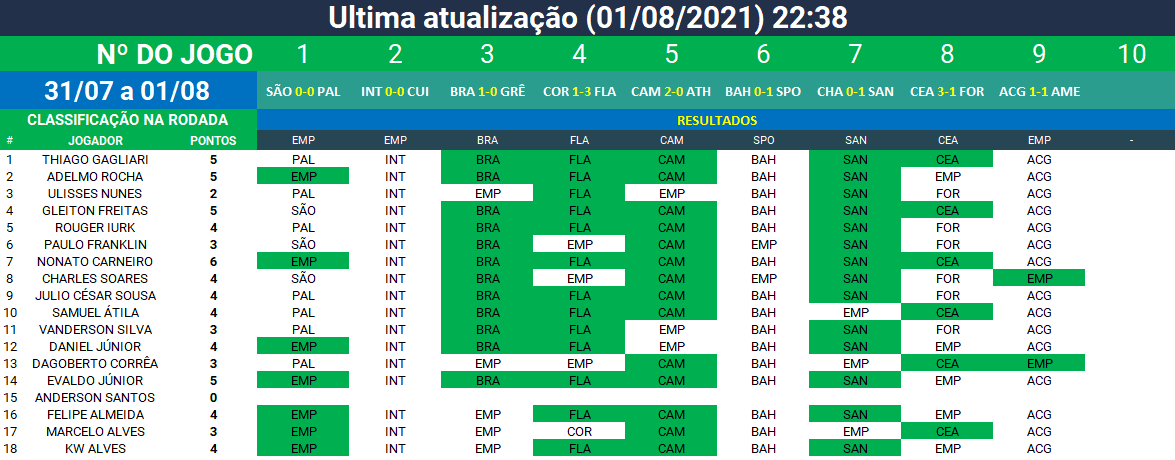 Ultima atualização (01/08/2021) 22:38
Nº DO JOGO 1 2 3 4 5 6 7 8 9 10
31/07 a 01/08 SÃO 0-0 PAL INT 0-0 CUI BRA 1-0 GRÊ COR 1-3 FLA CAM 2-0 ATH BAH 0-1 SPO CHA 0-1 SAN CEA 3-1 FOR ACG 1-1 AME
CLASSIFICAÇÃO NA RODADA RESULTADOS
# JOGADOR PONTOS EMP EMP BRA FLA CAM SPO SAN CEA EMP -
1 THIAGO GAGLIARI 5 PAL INT BRA FLA CAM BAH SAN CEA ACG
2 ADELMO ROCHA 5 EMP INT BRA FLA CAM BAH SAN EMP ACG
3 ULISSES NUNES 2 PAL INT EMP FLA EMP BAH SAN FOR ACG
4 GLEITON FREITAS 5 SÃO INT BRA FLA CAM BAH SAN CEA ACG
5 ROUGER IURK 4 PAL INT BRA FLA CAM BAH SAN FOR ACG
6 PAULO FRANKLIN 3 SÃO INT BRA EMP CAM EMP SAN FOR ACG
7 NONATO CARNEIRO 6 EMP INT BRA FLA CAM BAH SAN CEA ACG
8 CHARLES SOARES 4 SÃO INT BRA EMP CAM EMP SAN FOR EMP
9 JULIO CÉSAR SOUSA 4 PAL INT BRA FLA CAM BAH SAN FOR ACG
10 SAMUEL ÁTILA 4 PAL INT BRA FLA CAM BAH EMP CEA ACG
11 VANDERSON SILVA 3 PAL INT BRA FLA EMP BAH SAN FOR ACG
12 DANIEL JÚNIOR 4 EMP INT BRA FLA EMP BAH SAN EMP ACG
13 DAGOBERTO CORRÊA 3 PAL INT EMP EMP CAM BAH EMP CEA EMP
14 EVALDO JÚNIOR 5 EMP INT BRA FLA CAM BAH SAN EMP ACG
15 ANDERSON SANTOS 0
16 FELIPE ALMEIDA 4 EMP INT EMP FLA CAM BAH SAN EMP ACG
17 MARCELO ALVES 3 EMP INT EMP COR CAM BAH EMP CEA ACG
18 KW ALVES 4 EMP INT EMP FLA CAM BAH SAN EMP ACG